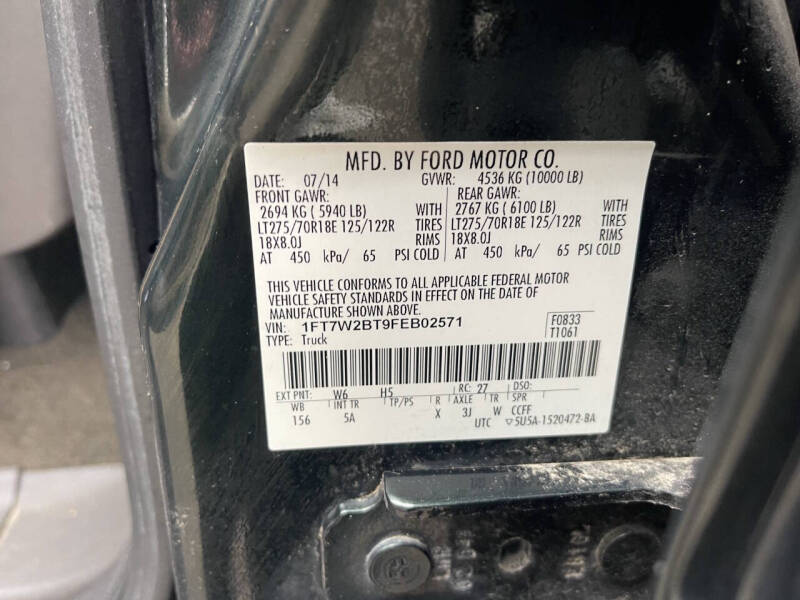 MFD. BY FORD MOTOR CO.
DATE: 07/14 GVWR: 4536 KG (10000 LB)
FRONT GAWR: REAR GAWR:
2694 KG ( 5940 LB) WITH 2767 KG ( 6100 LB) WITH
LT275/70R18E 125/122R TIRES LT275/70R18E 125/122R TIRES
18X8.0J RIMS 18X8.0J RIMS
AT 450 kPa/ 65 PSI COLD AT 450 kPa/ 65 PSI COLD
THIS VEHICLE CONFORMS TO ALL APPLICABLE FEDERAL MOTOR
VEHICLE SAFETY STANDARDS IN EFFECT ON THE DATE OF
MANUFACTURE SHOWN ABOVE.
VIN: 1FT7W2BT9FEB02571 F0833
TYPE: Truck T1061
EXT PNT: W6 H5 RC: 27 DSO:
WB INT TR TP/PS R AXLE TR SPR
156 5A X 3J W CCFF
UTC ▽5U5A-1520472-BA